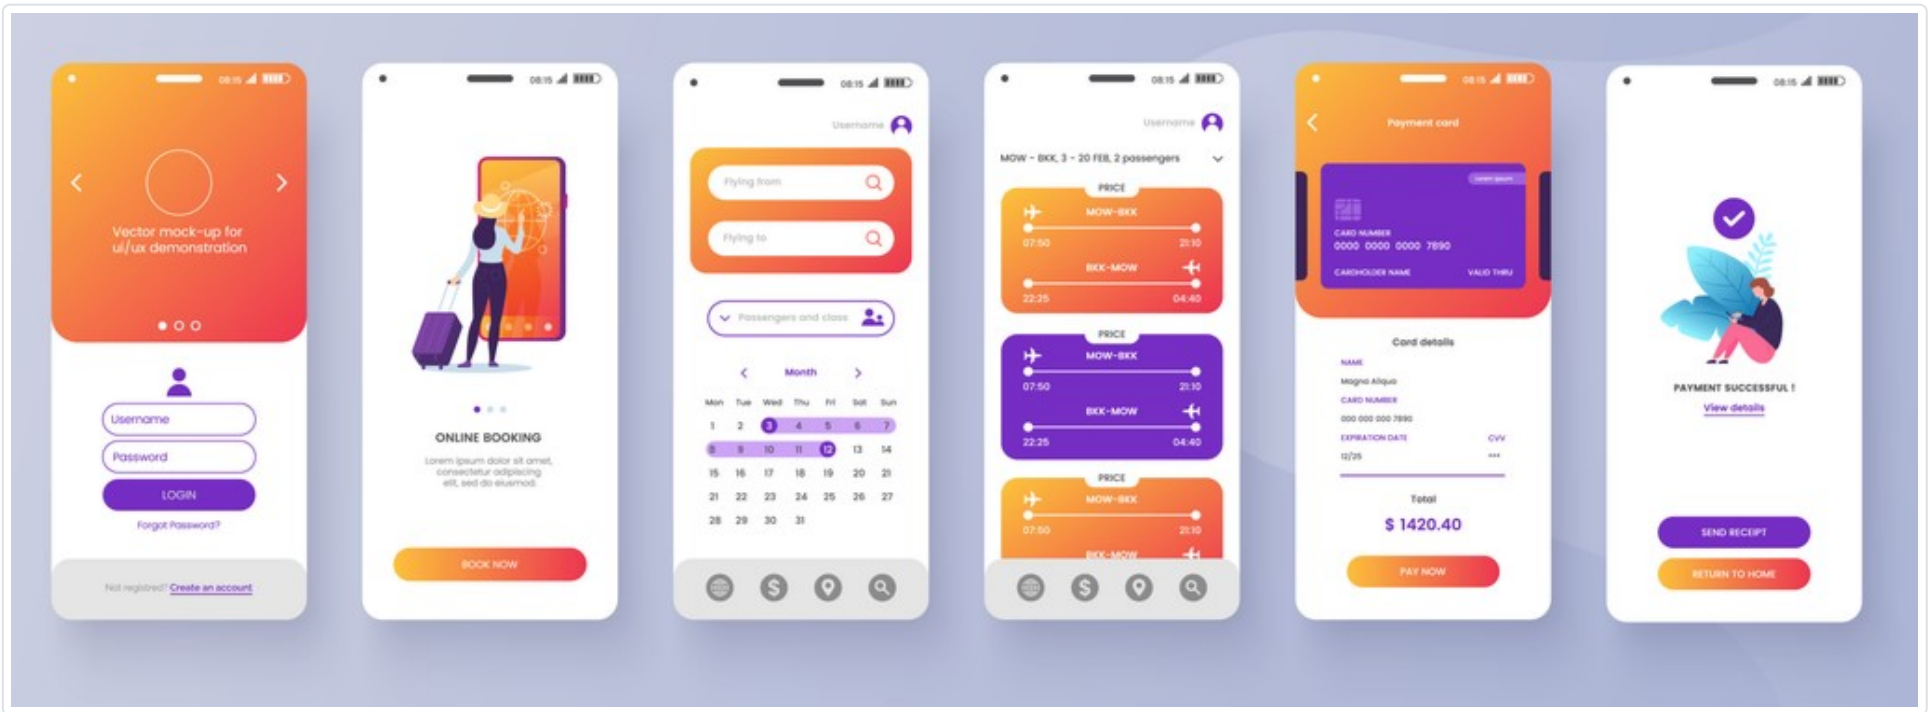 08:15
Vector mock-up for
ui/ux demonstration
Username
Password
LOGIN
Forgot Password?
Not registred? Create an account
08:15
ONLINE BOOKING
Lorem ipsum dolor sit amet,
consectetur adipiscing
elit, sed do eiusmod.
BOOK NOW
08:15
Username
Flying from
Flying to
Passengers and class
Month
Mon Tue Wed Thu Fri Sat Sun
1 2 3 4 5 6 7
8 9 10 11 12 13 14
15 16 17 18 19 20 21
21 22 23 24 25 26 27
28 29 30 31
$
08:15
Username
MOW - BKK, 3 - 20 FEB, 2 passengers
PRICE
MOW-BKK
07:50 21:10
BKK-MOW
22:25 04:40
PRICE
MOW-BKK
07:50 21:10
BKK-MOW
22:25 04:40
PRICE
MOW-BKK
07:50 21:10
BKK-MOW
$
08:15
Payment card
Lorem ipsum
CARD NUMBER
0000 0000 0000 7890
CARDHOLDER NAME VALID THRU
Card details
NAME
Magna Aliqua
CARD NUMBER
000 000 000 7890
EXPIRATION DATE CVV
12/25 ***
Total
$ 1420.40
PAY NOW
08:15
PAYMENT SUCCESSFUL !
View details
SEND RECEIPT
RETURN TO HOME